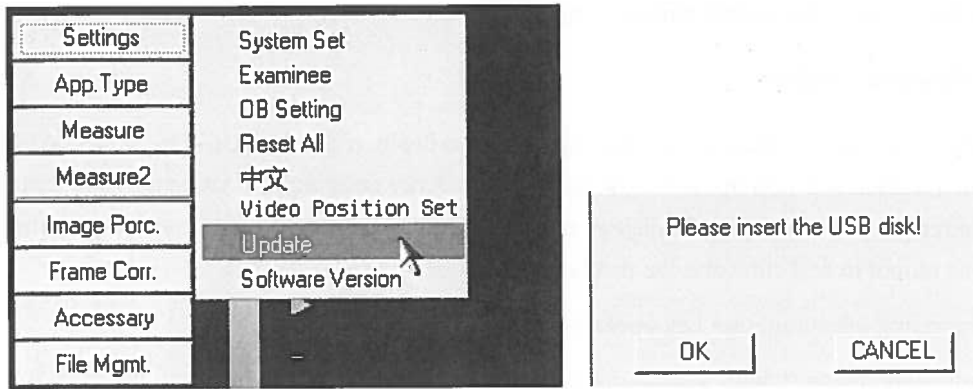 Settings
App.Type
Measure
Measure2
Image Porc.
Frame Corr.
Accessary
File Mgmt.
System Set
Examinee
OB Setting
Reset All
中文
Video Position Set
Update
Software Version
Please insert the USB disk!
OK
CANCEL